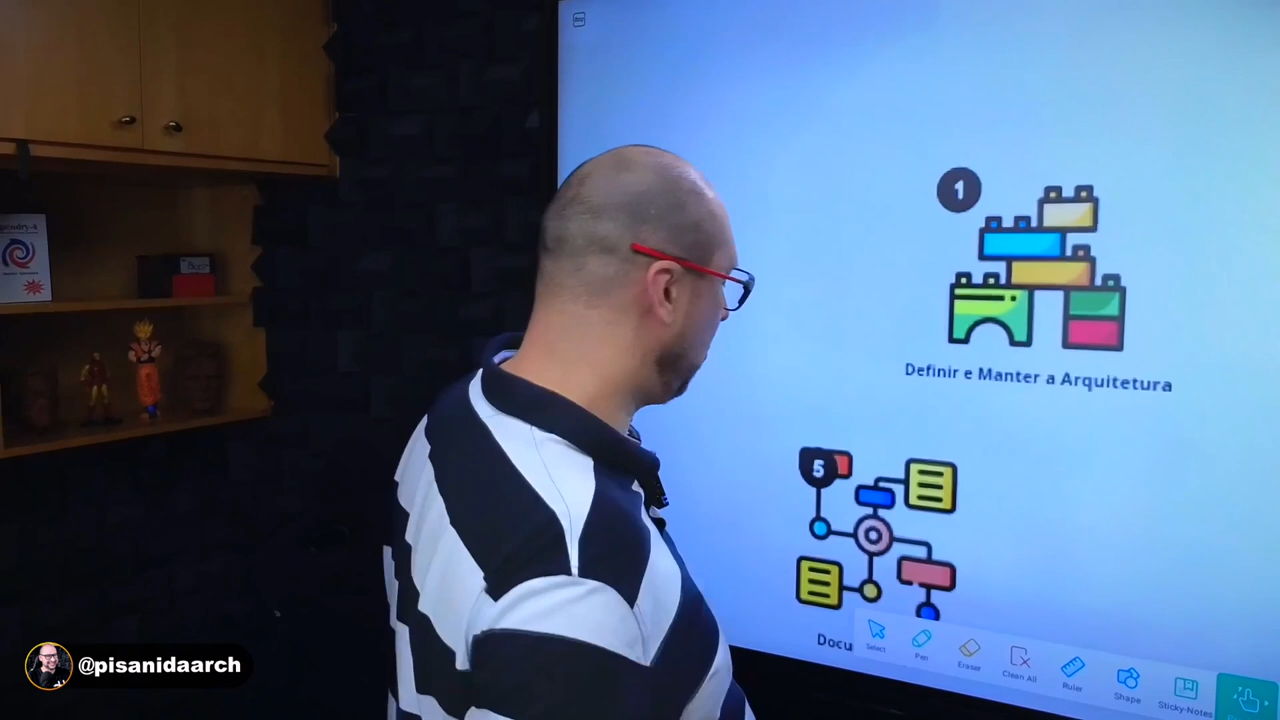 1
Definir e Manter a Arquitetura
5
Docu
Select
Pen
Eraser
Clean All
Ruler
Shape
Sticky-Notes
@pisanidaarch